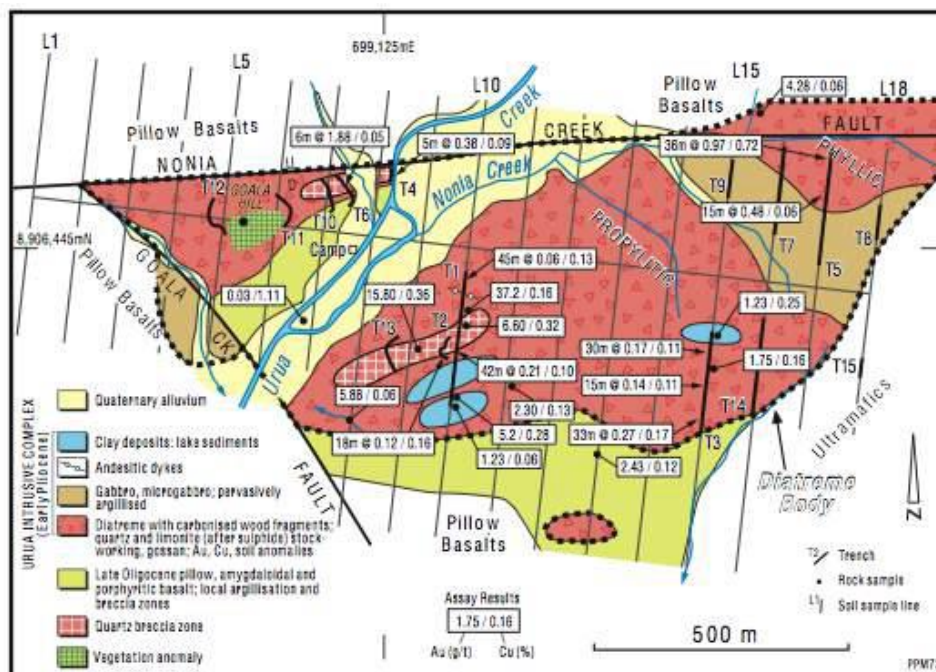 L1
699,125mE
L5
L10
Pillow
Basalts
L15
4.28 / 0.06
L18
Pillow Basalts
6m @ 1.88 / 0.05
5m @ 0.38 / 0.09
Creek
CREEK
FAULT
36m @ 0.97 / 0.72
NONIA
PHYLLIC
T12
GOALA
HILL
T10
T6
T4
Nonia Creek
T9
15m @ 0.48 / 0.06
T11
PROPYLITIC
T7
T8
8,906,445mN
Camp
T5
GOALA
CK
Pillow Basalts
T1
45m @ 0.06 / 0.13
0.03 / 1.11
15.80 / 0.36
37.2 / 0.16
1.23 / 0.25
T13
T2
6.60 / 0.32
30m @ 0.17 / 0.11
1.75 / 0.16
Urua
42m @ 0.21 / 0.10
15m @ 0.14 / 0.11
T15
5.88 / 0.06
2.30 / 0.13
T14
Ultramafics
18m @ 0.12 / 0.16
5.2 / 0.28
33m @ 0.27 / 0.17
T3
1.23 / 0.06
2.43 / 0.12
Diatreme
Body
FAULT
Pillow
Basalts
N
URUA INTRUSIVE COMPLEX
(Early Pliocene)
Quaternary alluvium
Clay deposits: lake sediments
Andesitic dykes
Gabbro, microgabbro; pervasively
argillised
Diatreme with carbonised wood fragments;
quartz and limonite (after sulphide) stock-
working, gossan; Au, Cu, soil anomalies
Late Oligocene pillow, amygdaloidal and
porphyritic basalt; local argillisation and
breccia zones
Quartz breccia zone
Vegetation anomaly
Assay Results
1.75 / 0.16
Au (g/t) Cu (%)
500 m
T2 Trench
Rock sample
L1 Soil sample line